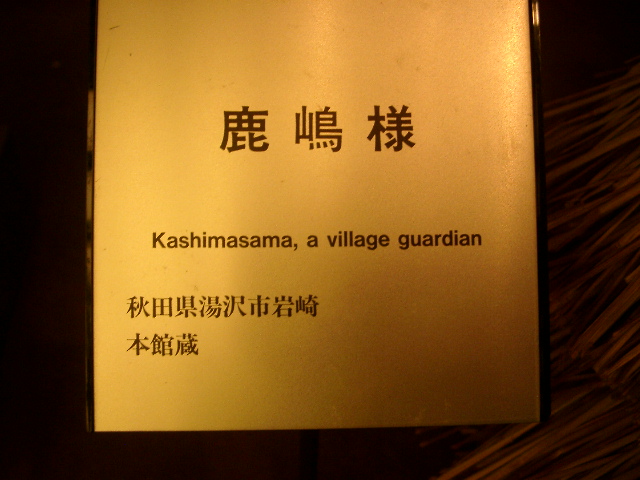 鹿嶋様
Kashimasama, a village guardian
秋田県湯沢市岩崎
本館蔵